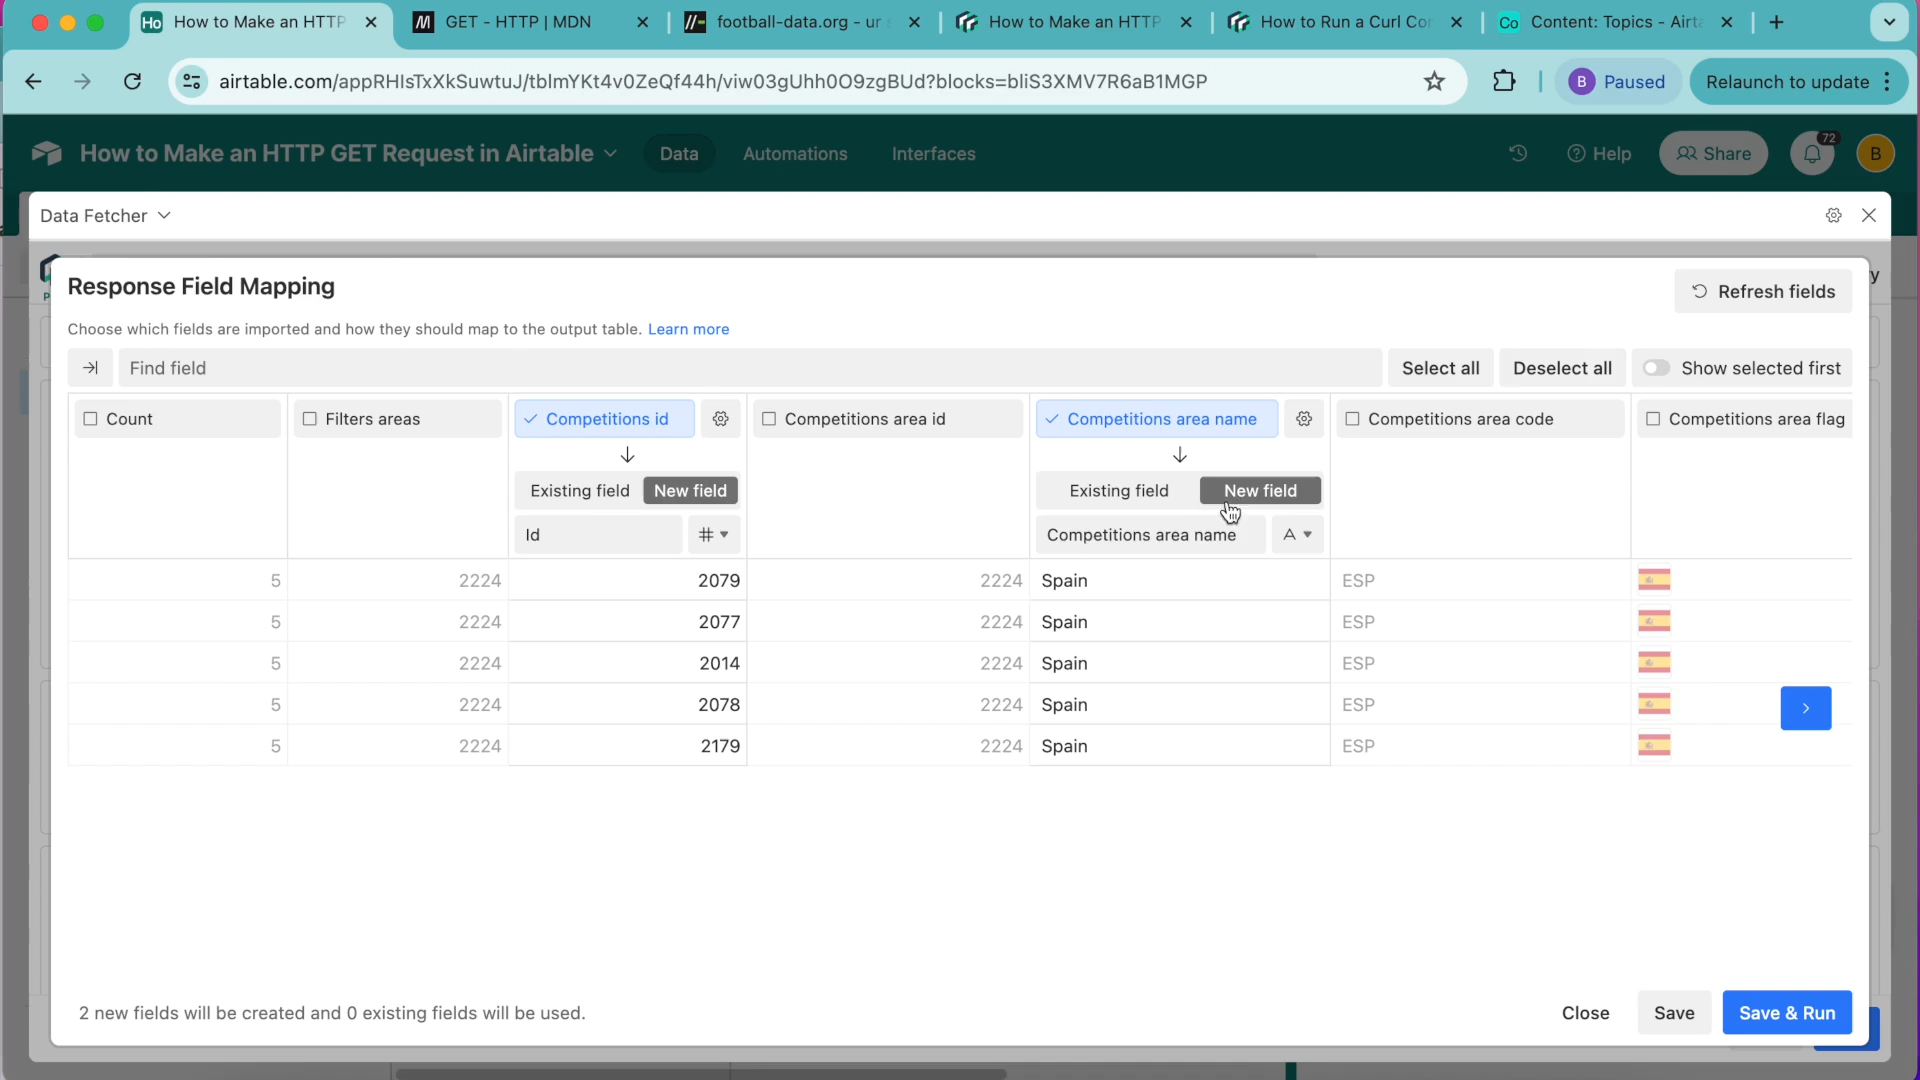 Ho How to Make an HTTP
GET - HTTP | MDN
football-data.org - ur
How to Make an HTTP
How to Run a Curl Co
Co Content: Topics - Airt
airtable.com/appRHIsTxXkSuwtuJ/tblmYKt4v0ZeQf44h/viw03gUhh0O9zgBUd?blocks=bliS3XMV7R6aB1MGP
B Paused
Relaunch to update
How to Make an HTTP GET Request in Airtable
Data
Automations
Interfaces
Help
Share
72
B
Data Fetcher
Response Field Mapping
Refresh fields
Choose which fields are imported and how they should map to the output table. Learn more
Find field
Select all
Deselect all
Show selected first
Count
Filters areas
Competitions id
Competitions area id
Competitions area name
Competitions area code
Competitions area flag
Existing field New field
Existing field New field
Id #
Competitions area name A
5 2224 2079 2224 Spain ESP
5 2224 2077 2224 Spain ESP
5 2224 2014 2224 Spain ESP
5 2224 2078 2224 Spain ESP
5 2224 2179 2224 Spain ESP
2 new fields will be created and 0 existing fields will be used.
Close
Save
Save & Run